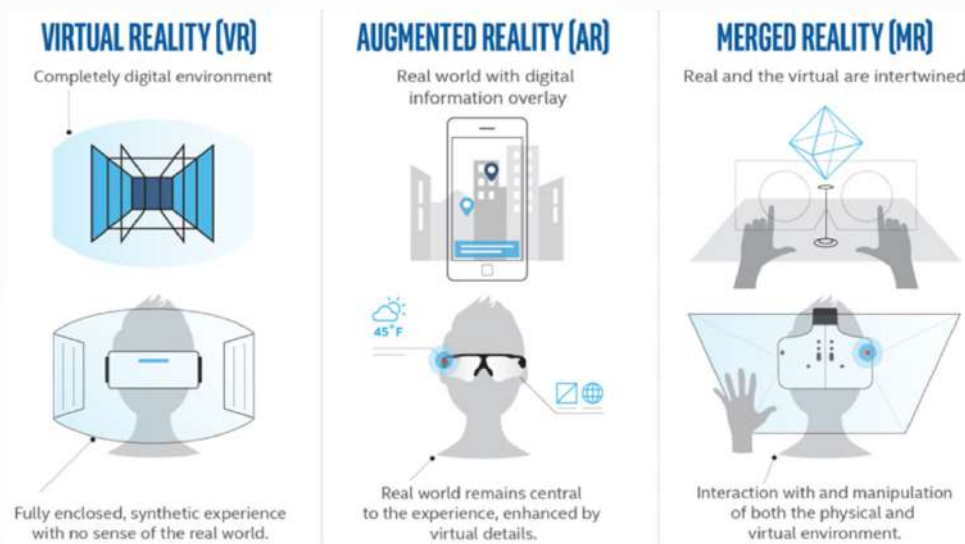 VIRTUAL REALITY (VR)
Completely digital environment
Fully enclosed, synthetic experience
with no sense of the real world.
AUGMENTED REALITY (AR)
Real world with digital
information overlay
45°F
Real world remains central
to the experience, enhanced by
virtual details.
MERGED REALITY (MR)
Real and the virtual are intertwined
Interaction with and manipulation
of both the physical and
virtual environment.